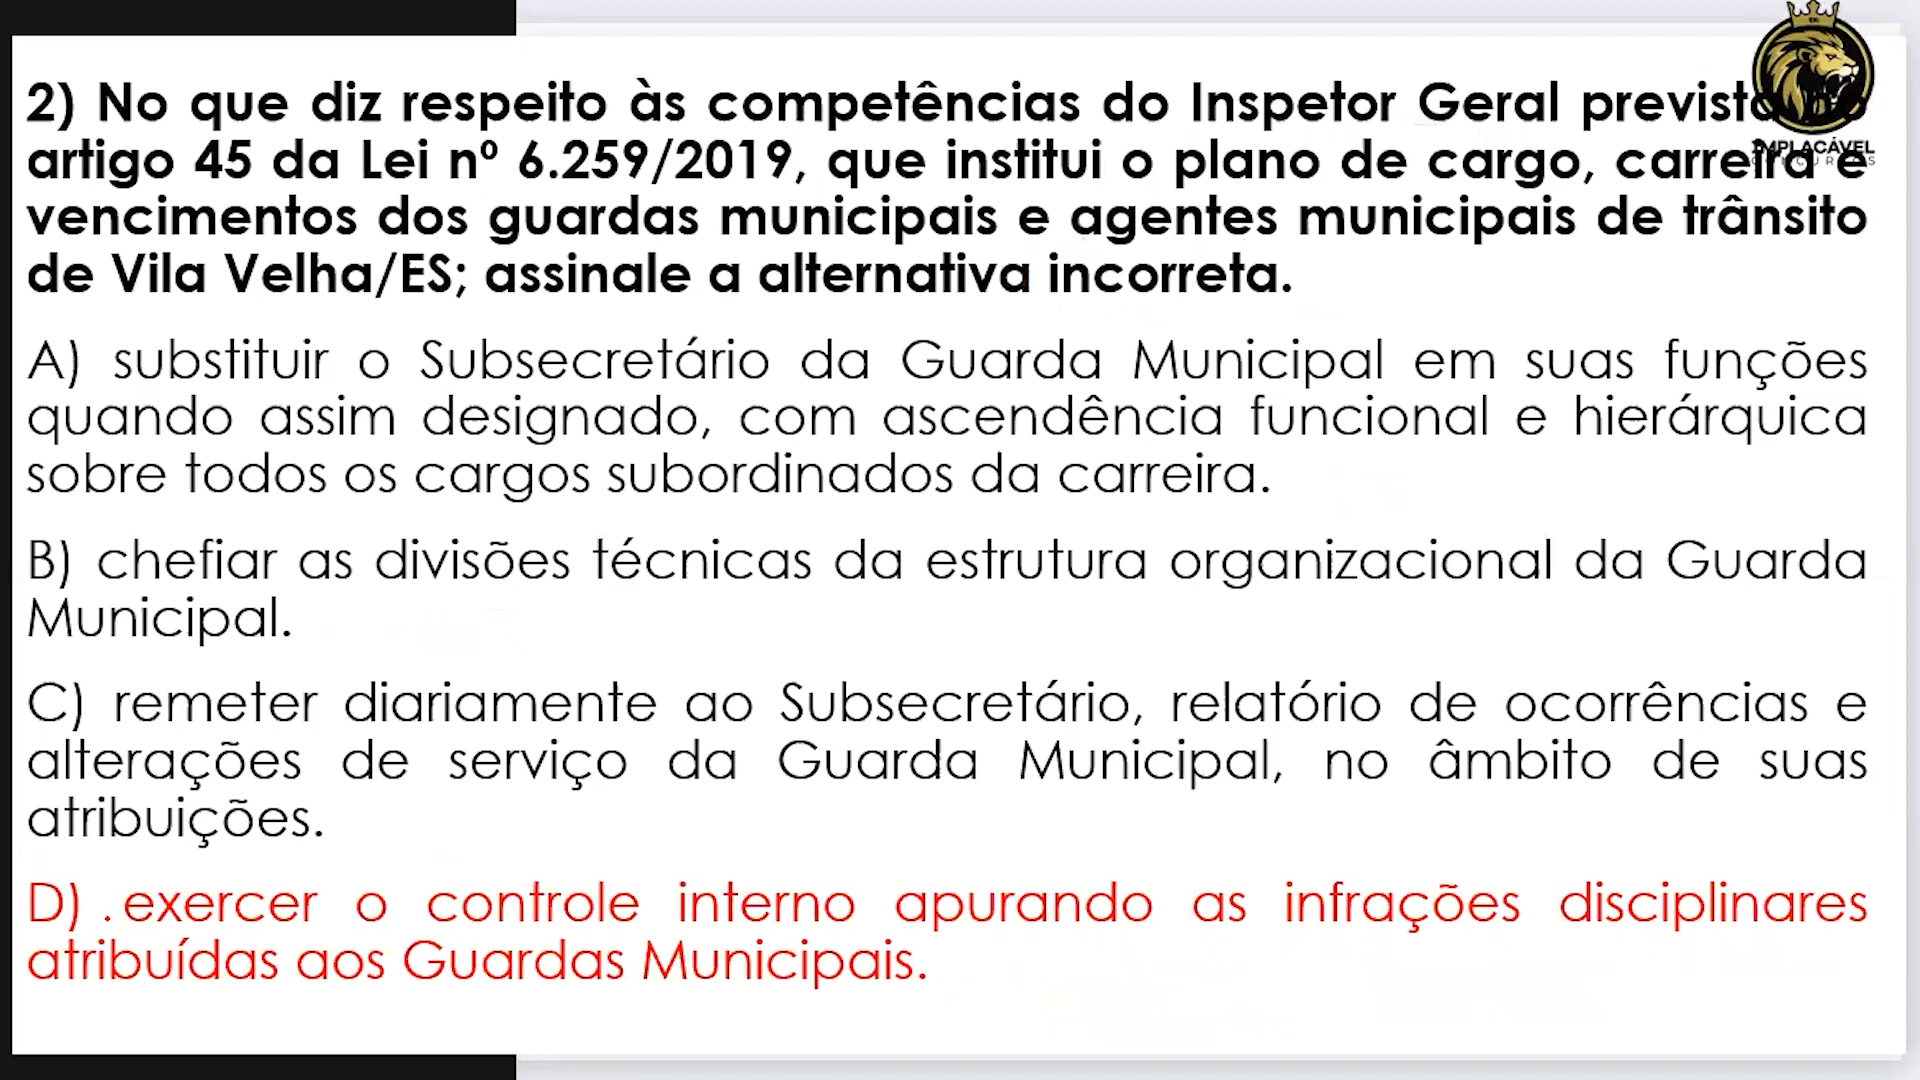 2) No que diz respeito às competências do Inspetor Geral
artigo 45 da Lei nº 6.259/2019, que institui o plano de cargo, carreira e
vencimentos dos guardas municipais e agentes municipais de trânsito
de Vila Velha/ES; assinale a alternativa incorreta.
A) substituir o Subsecretário da Guarda Municipal em suas funções
quando assim designado, com ascendência funcional e hierárquica
sobre todos os cargos subordinados da carreira.
B) chefiar as divisões técnicas da estrutura organizacional da Guarda
Municipal.
C) remeter diariamente ao Subsecretário, relatório de ocorrências e
alterações de serviço da Guarda Municipal, no âmbito de suas
atribuições.
D) .exercer o controle interno apurando as infrações disciplinares
atribuídas aos Guardas Municipais.
IMPLACÁVEL
CONCURSOS